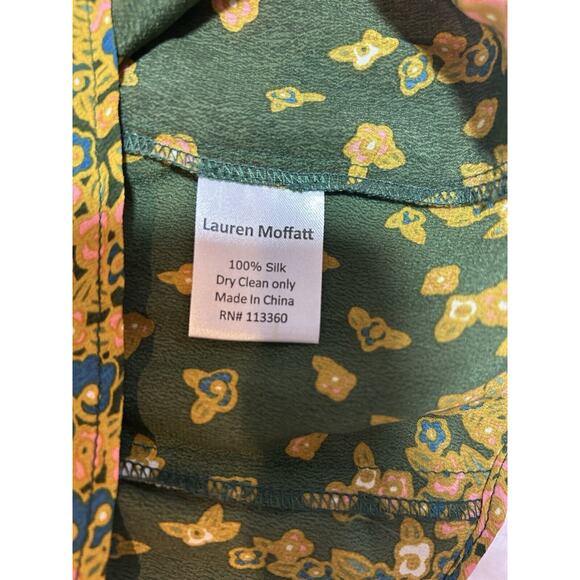 Lauren Moffatt
100% Silk
Dry Clean only
Made In China
RN# 113360